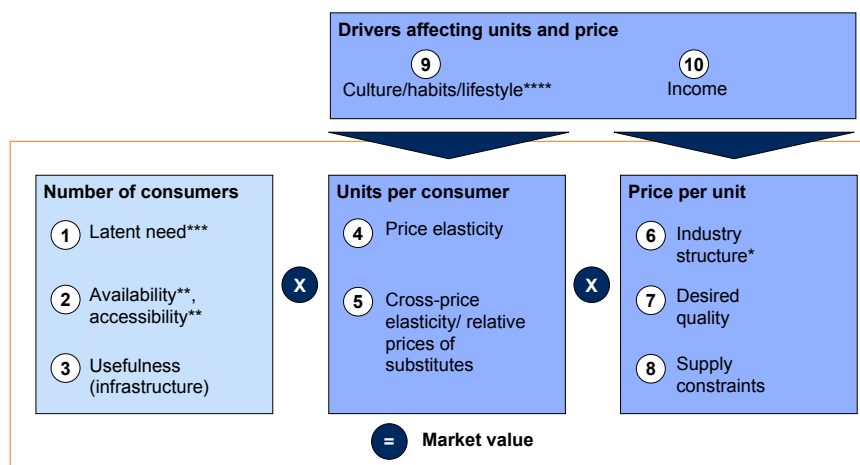 Drivers affecting units and price
9
Culture/habits/lifestyle****
10
Income
Number of consumers
1 Latent need***
2 Availability**,
accessibility**
3 Usefulness
(infrastructure)
X
Units per consumer
4 Price elasticity
5 Cross-price
elasticity/ relative
prices of
substitutes
X
Price per unit
6 Industry
structure*
7 Desired
quality
8 Supply
constraints
= Market value